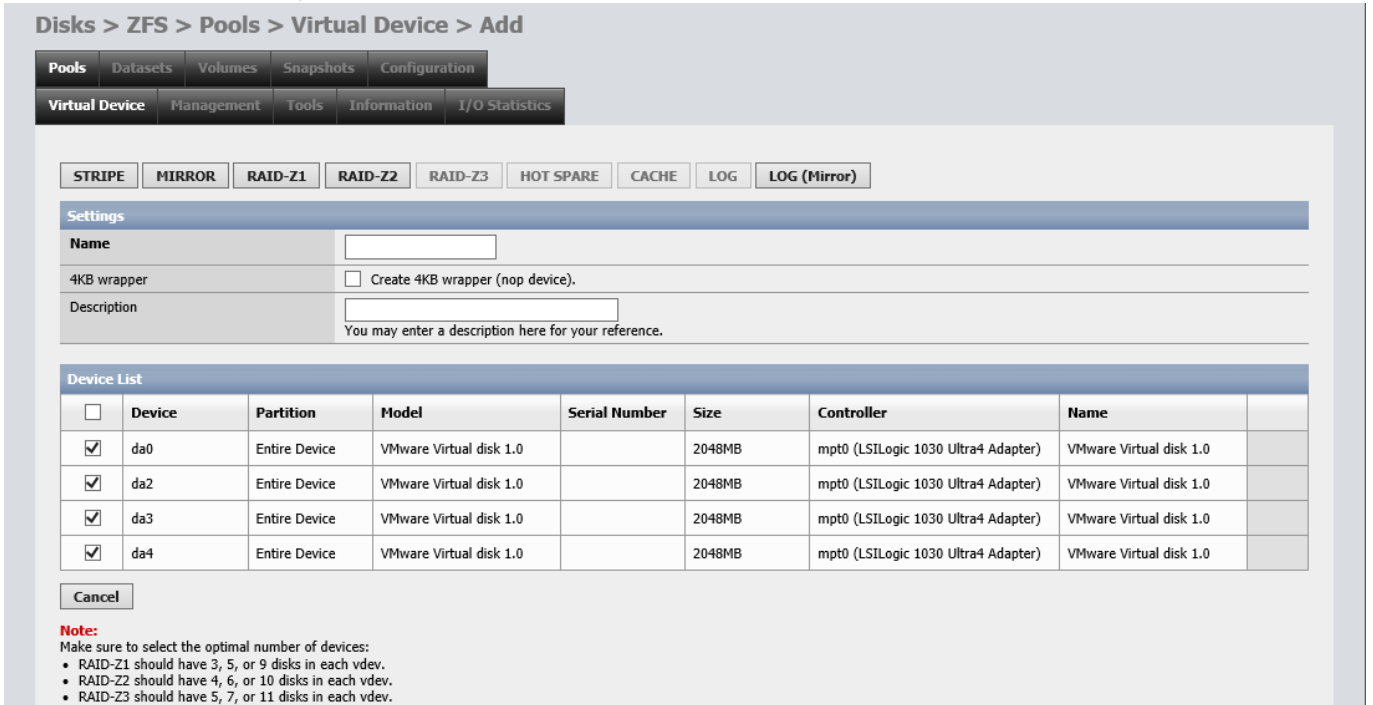 Disks > ZFS > Pools > Virtual Device > Add
Pools Datasets Volumes Snapshots Configuration
Virtual Device Management Tools Information I/O Statistics
STRIPE MIRROR RAID-Z1 RAID-Z2 RAID-Z3 HOT SPARE CACHE LOG LOG (Mirror)
Settings
Name
4KB wrapper Create 4KB wrapper (nop device).
Description
You may enter a description here for your reference.
Device List
Device Partition Model Serial Number Size Controller Name
da0 Entire Device VMware Virtual disk 1.0 2048MB mpt0 (LSILogic 1030 Ultra4 Adapter) VMware Virtual disk 1.0
da2 Entire Device VMware Virtual disk 1.0 2048MB mpt0 (LSILogic 1030 Ultra4 Adapter) VMware Virtual disk 1.0
da3 Entire Device VMware Virtual disk 1.0 2048MB mpt0 (LSILogic 1030 Ultra4 Adapter) VMware Virtual disk 1.0
da4 Entire Device VMware Virtual disk 1.0 2048MB mpt0 (LSILogic 1030 Ultra4 Adapter) VMware Virtual disk 1.0
Cancel
Note:
Make sure to select the optimal number of devices:
• RAID-Z1 should have 3, 5, or 9 disks in each vdev.
• RAID-Z2 should have 4, 6, or 10 disks in each vdev.
• RAID-Z3 should have 5, 7, or 11 disks in each vdev.